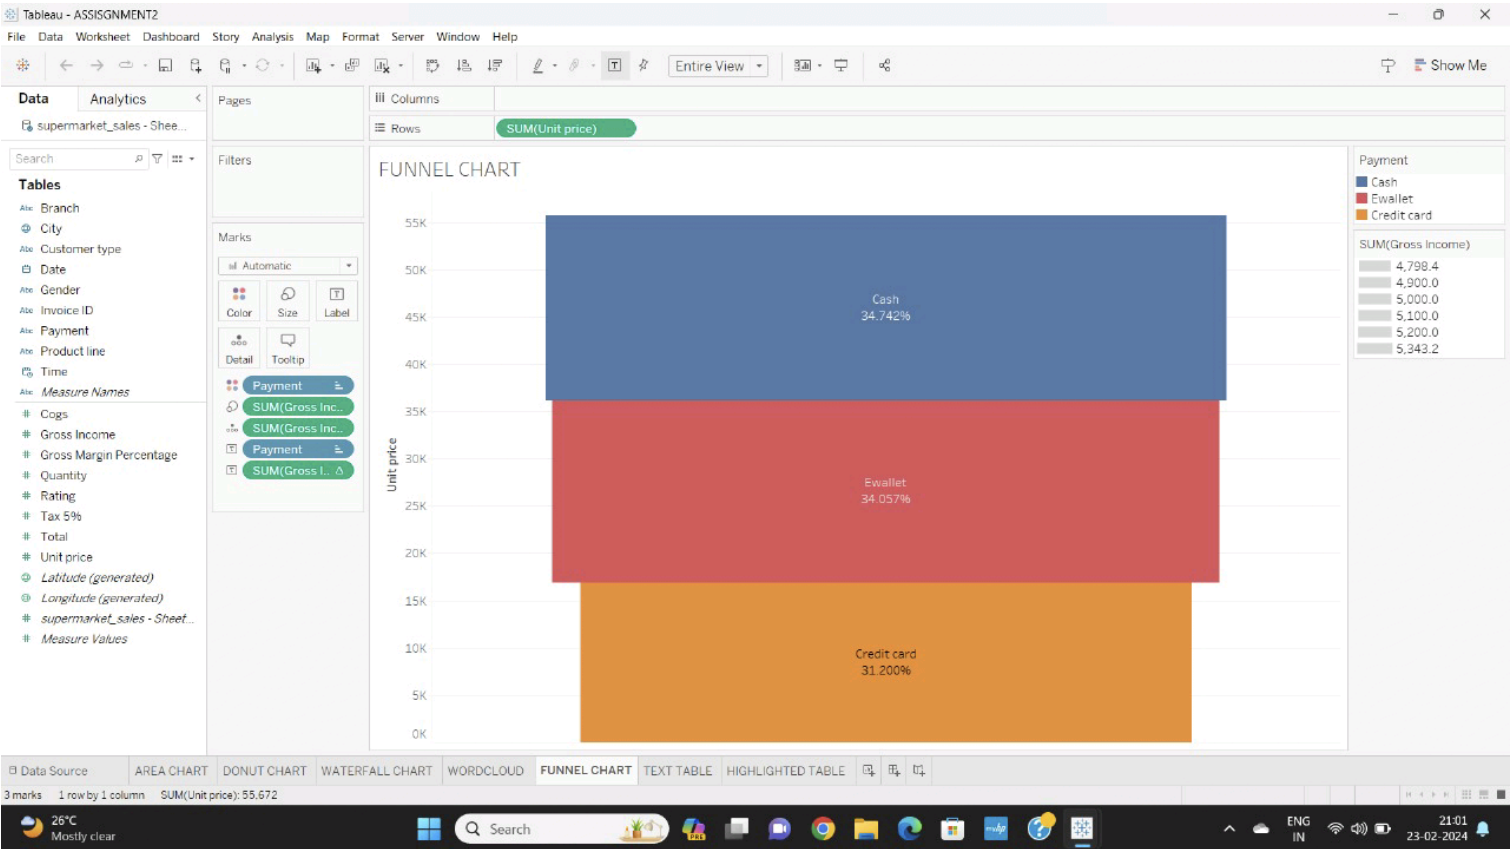 Tableau - ASSISGNMENT2
File Data Worksheet Dashboard Story Analysis Map Format Server Window Help
Entire View
Show Me
Data Analytics
supermarket_sales - Shee...
Search
Tables
Abc Branch
City
Abc Customer type
Date
Abc Gender
Abc Invoice ID
Abc Payment
Abc Product line
Time
Abc Measure Names
# Cogs
# Gross Income
# Gross Margin Percentage
# Quantity
# Rating
# Tax 5%
# Total
# Unit price
Latitude (generated)
Longitude (generated)
# supermarket_sales - Sheet...
# Measure Values
Pages
Filters
Marks
Automatic
Color Size Label
Detail Tooltip
Payment
SUM(Gross Inc..
SUM(Gross Inc..
Payment
SUM(Gross I.. Δ
Columns
Rows SUM(Unit price)
FUNNEL CHART
55K
50K
45K
40K
35K
30K
25K
20K
15K
10K
5K
0K
Unit price
Cash
34.742%
Ewallet
34.057%
Credit card
31.200%
Payment
Cash
Ewallet
Credit card
SUM(Gross Income)
4,798.4
4,900.0
5,000.0
5,100.0
5,200.0
5,343.2
Data Source AREA CHART DONUT CHART WATERFALL CHART WORDCLOUD FUNNEL CHART TEXT TABLE HIGHLIGHTED TABLE
3 marks 1 row by 1 column SUM(Unit price): 55,672
26°C
Mostly clear
Search
PRE
ENG
IN
21:01
23-02-2024